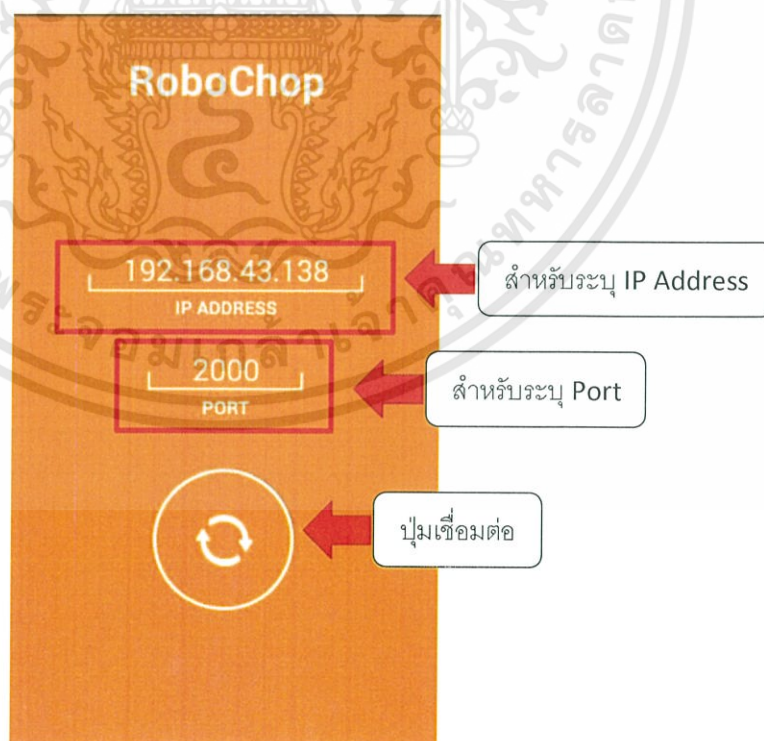 RoboChop
192.168.43.138
IP ADDRESS
สำหรับระบุ IP Address
2000
PORT
สำหรับระบุ Port
ปุ่มเชื่อมต่อ